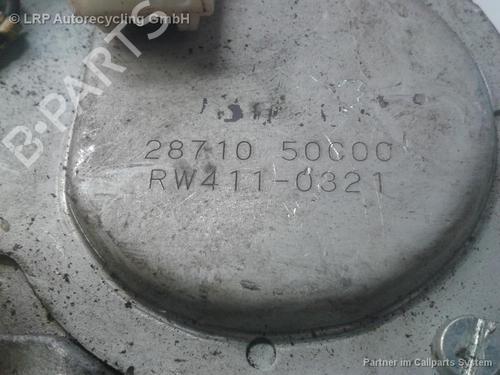 © LRP Autorecycling GmbH
B-PARTS
28710 50C00
RW411-0321
Partner im Callparts System